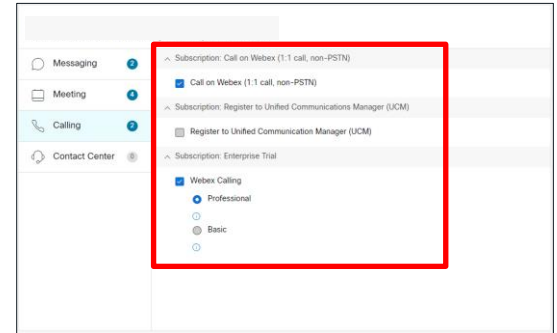 Messaging 2
Meeting 4
Calling 2
Contact Center 0
Subscription: Call on Webex (1:1 call, non-PSTN)
Call on Webex (1:1 call, non-PSTN)
Subscription: Register to Unified Communications Manager (UCM)
Register to Unified Communication Manager (UCM)
Subscription: Enterprise Trial
Webex Calling
Professional
Basic